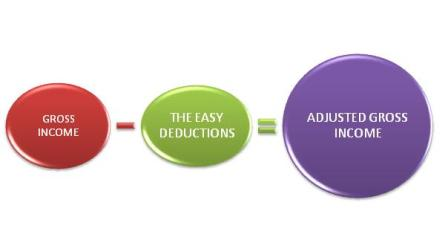 GROSS
INCOME
THE EASY
DEDUCTIONS
ADJUSTED GROSS
INCOME